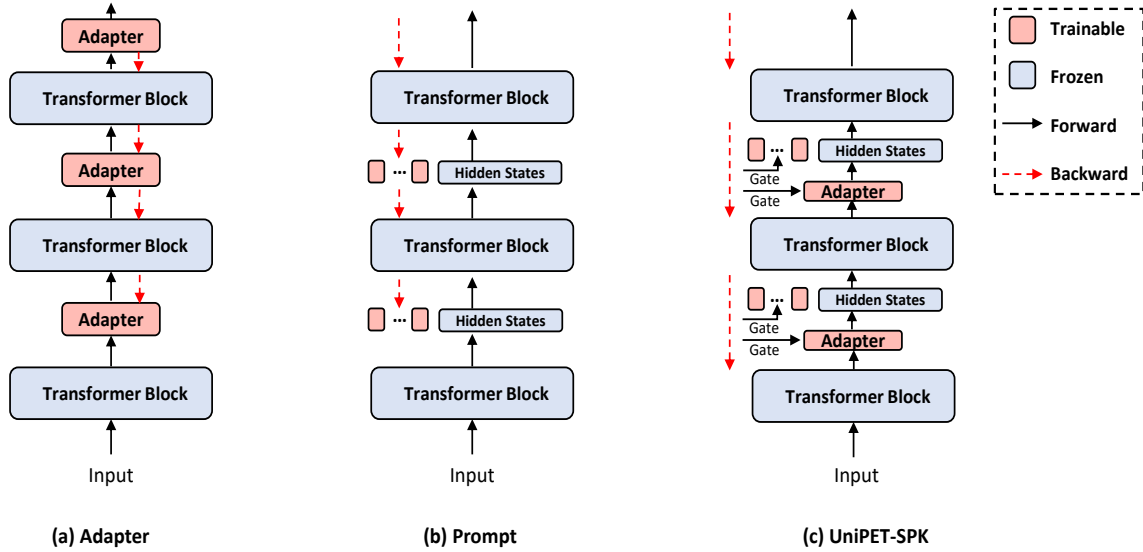 Adapter
Transformer Block
Adapter
Transformer Block
Adapter
Transformer Block
Input
(a) Adapter
Transformer Block
... Hidden States
Transformer Block
... Hidden States
Transformer Block
Input
(b) Prompt
Transformer Block
... Hidden States
Gate
Adapter
Gate
Transformer Block
... Hidden States
Gate
Adapter
Gate
Transformer Block
Input
(c) UniPET-SPK
Trainable
Frozen
Forward
Backward